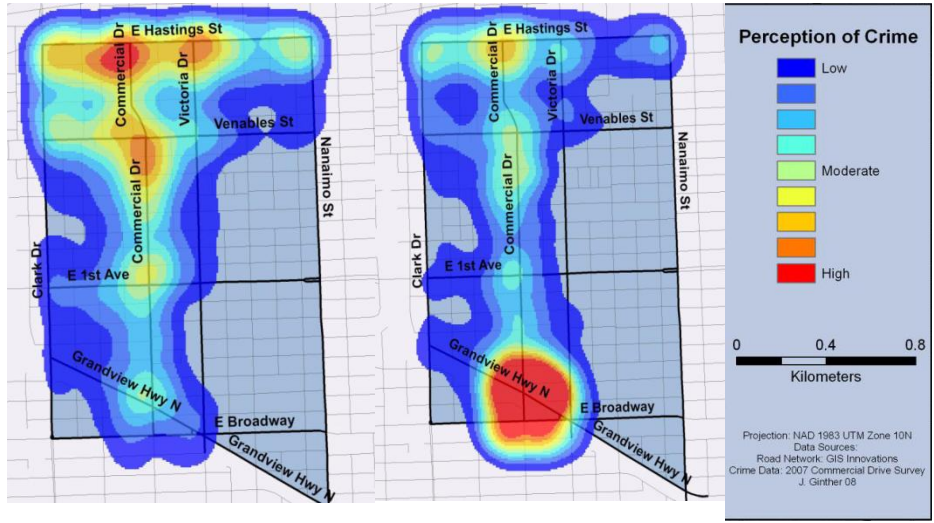 E Hastings St
Commercial Dr
Victoria Dr
Venables St
Nanaimo St
Commercial Dr
Clark Dr
E 1st Ave
Grandview Hwy N
E Broadway
Grandview Hwy N
E Hastings St
Commercial Dr
Victoria Dr
Venables St
Nanaimo St
Commercial Dr
Clark Dr
E 1st Ave
Grandview Hwy N
E Broadway
Grandview Hwy N
Perception of Crime
Low
Moderate
High
0 0.4 0.8
Kilometers
Projection: NAD 1983 UTM Zone 10N
Data Sources:
Road Network: GIS Innovations
Crime Data: 2007 Commercial Drive Survey
J. Ginther 08